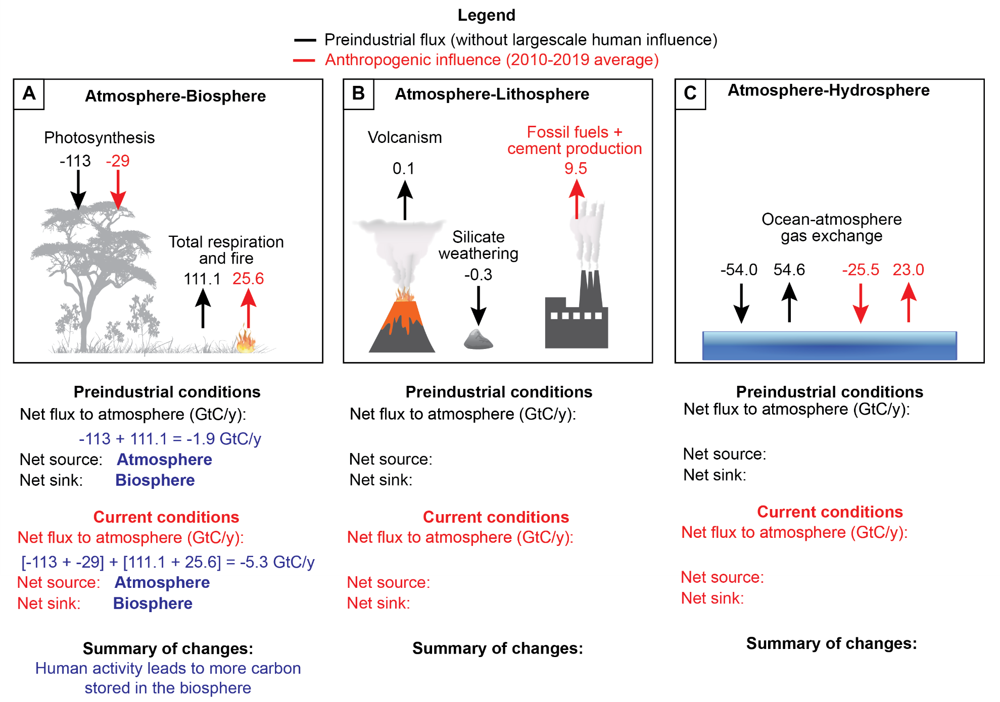 Legend
Preindustrial flux (without largescale human influence)
Anthropogenic influence (2010-2019 average)
A
Atmosphere-Biosphere
Photosynthesis
-113 -29
Total respiration
and fire
111.1 25.6
B
Atmosphere-Lithosphere
Volcanism
0.1
Silicate
weathering
-0.3
Fossil fuels +
cement production
9.5
C
Atmosphere-Hydrosphere
Ocean-atmosphere
gas exchange
-54.0 54.6 -25.5 23.0
Preindustrial conditions
Net flux to atmosphere (GtC/y):
-113 + 111.1 = -1.9 GtC/y
Net source: Atmosphere
Net sink: Biosphere
Current conditions
Net flux to atmosphere (GtC/y):
[-113 + -29] + [111.1 + 25.6] = -5.3 GtC/y
Net source: Atmosphere
Net sink: Biosphere
Summary of changes:
Human activity leads to more carbon
stored in the biosphere
Preindustrial conditions
Net flux to atmosphere (GtC/y):
Net source:
Net sink:
Current conditions
Net flux to atmosphere (GtC/y):
Net source:
Net sink:
Summary of changes:
Preindustrial conditions
Net flux to atmosphere (GtC/y):
Net source:
Net sink:
Current conditions
Net flux to atmosphere (GtC/y):
Net source:
Net sink:
Summary of changes: